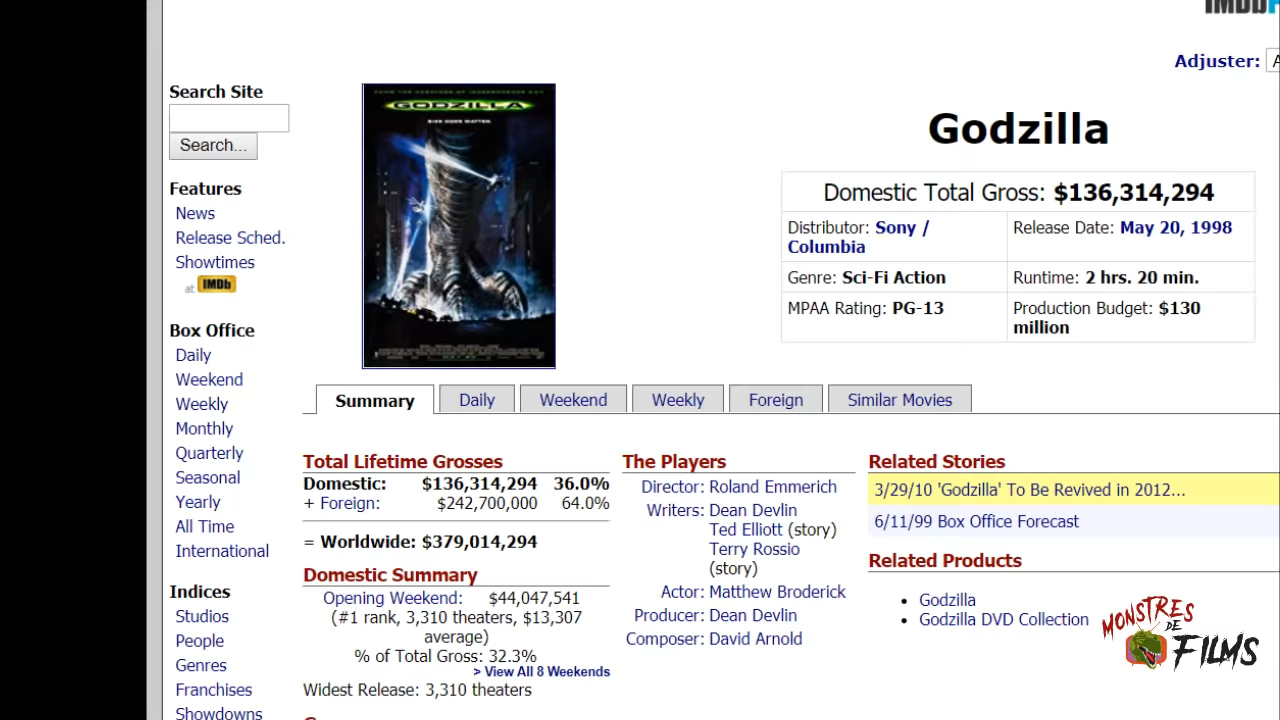 Adjuster:
Search Site
Search...
Features
News
Release Sched.
Showtimes
at IMDb
Box Office
Daily
Weekend
Weekly
Monthly
Quarterly
Seasonal
Yearly
All Time
International
Indices
Studios
People
Genres
Franchises
Showdowns
GODZILLA
SIZE DOES MATTER.
Godzilla
Domestic Total Gross: $136,314,294
Distributor: Sony / Columbia
Release Date: May 20, 1998
Genre: Sci-Fi Action
Runtime: 2 hrs. 20 min.
MPAA Rating: PG-13
Production Budget: $130 million
Summary
Daily
Weekend
Weekly
Foreign
Similar Movies
Total Lifetime Grosses
Domestic: $136,314,294 36.0%
+ Foreign: $242,700,000 64.0%
= Worldwide: $379,014,294
Domestic Summary
Opening Weekend: $44,047,541
(#1 rank, 3,310 theaters, $13,307
average)
% of Total Gross: 32.3%
> View All 8 Weekends
Widest Release: 3,310 theaters
The Players
Director: Roland Emmerich
Writers: Dean Devlin
Ted Elliott (story)
Terry Rossio
(story)
Actor: Matthew Broderick
Producer: Dean Devlin
Composer: David Arnold
Related Stories
3/29/10 'Godzilla' To Be Revived in 2012...
6/11/99 Box Office Forecast
Related Products
• Godzilla
• Godzilla DVD Collection
MONSTRES
DE
FILMS